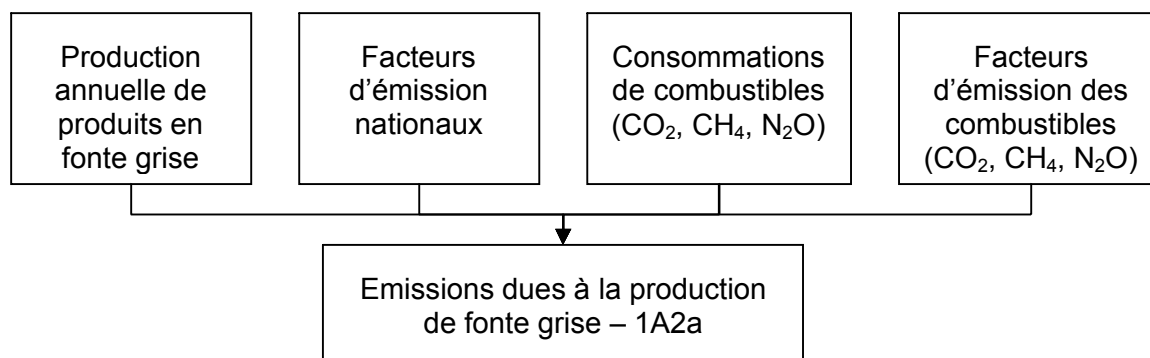 Production
annuelle de
produits en
fonte grise
Facteurs
d'émission
nationaux
Consommations
de combustibles
(CO₂, CH₄, N₂O)
Facteurs
d'émission des
combustibles
(CO₂, CH₄, N₂O)
Emissions dues à la production
de fonte grise – 1A2a